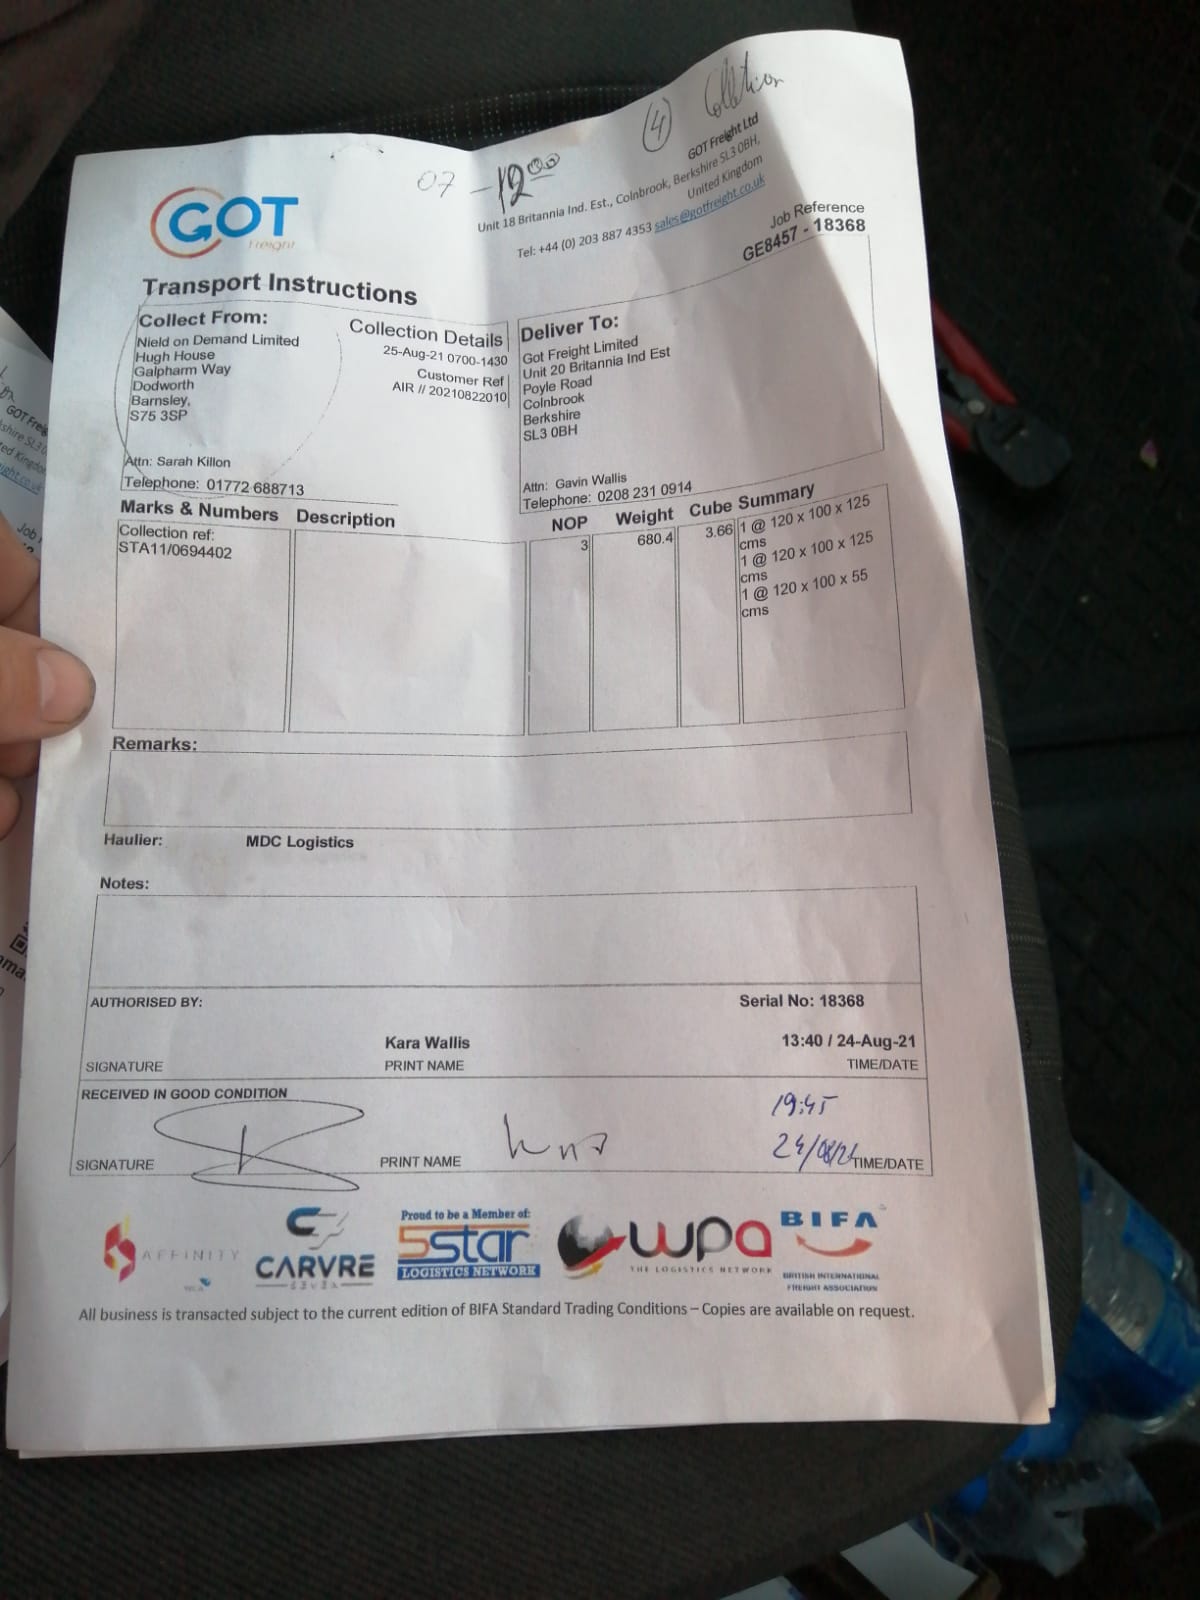 (4) Collection
07 - 12⁰⁰
GOT
Freight
GOT Freight Ltd
Unit 18 Britannia Ind. Est., Colnbrook, Berkshire SL3 0BH,
United Kingdom
Tel: +44 (0) 203 887 4353 sales@gotfreight.co.uk
Job Reference
GE8457 - 18368
Transport Instructions
Collect From:
Nield on Demand Limited
Hugh House
Galpharm Way
Dodworth
Barnsley,
S75 3SP
Attn: Sarah Killon
Telephone: 01772 688713
Collection Details
25-Aug-21 0700-1430
Customer Ref
AIR // 20210822010
Deliver To:
Got Freight Limited
Unit 20 Britannia Ind Est
Poyle Road
Colnbrook
Berkshire
SL3 0BH
Attn: Gavin Wallis
Telephone: 0208 231 0914
Marks & Numbers Description NOP Weight Cube Summary
Collection ref:
STA11/0694402
3 680.4 3.66 1 @ 120 x 100 x 125
cms
1 @ 120 x 100 x 125
cms
1 @ 120 x 100 x 55
cms
Remarks:
Haulier: MDC Logistics
Notes:
AUTHORISED BY: Serial No: 18368
Kara Wallis 13:40 / 24-Aug-21
SIGNATURE PRINT NAME TIME/DATE
RECEIVED IN GOOD CONDITION
19:45
SIGNATURE PRINT NAME TIME/DATE
AFFINITY
CARVRE
Proud to be a Member of:
5star
LOGISTICS NETWORK
wpa
THE LOGISTICS NETWORK
BIFA
BRITISH INTERNATIONAL
FREIGHT ASSOCIATION
All business is transacted subject to the current edition of BIFA Standard Trading Conditions – Copies are available on request.